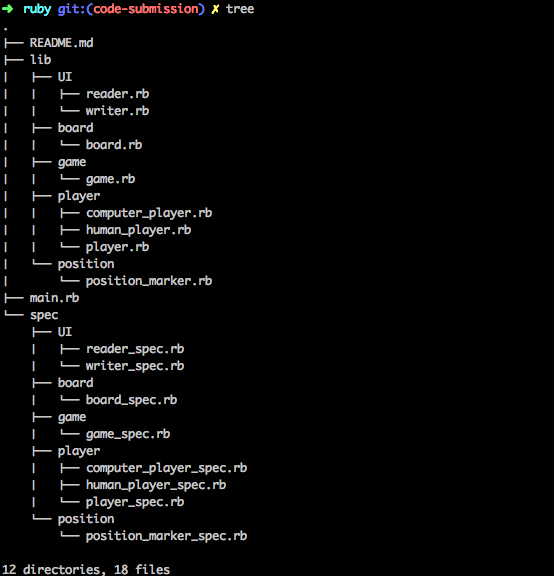 ➜ ruby git:(code-submission) ✗ tree
.
├── README.md
├── lib
│   ├── UI
│   │   ├── reader.rb
│   │   └── writer.rb
│   ├── board
│   │   └── board.rb
│   ├── game
│   │   └── game.rb
│   ├── player
│   │   ├── computer_player.rb
│   │   ├── human_player.rb
│   │   └── player.rb
│   └── position
│       └── position_marker.rb
├── main.rb
└── spec
    ├── UI
    │   ├── reader_spec.rb
    │   └── writer_spec.rb
    ├── board
    │   └── board_spec.rb
    ├── game
    │   └── game_spec.rb
    ├── player
    │   ├── computer_player_spec.rb
    │   ├── human_player_spec.rb
    │   └── player_spec.rb
    └── position
        └── position_marker_spec.rb

12 directories, 18 files